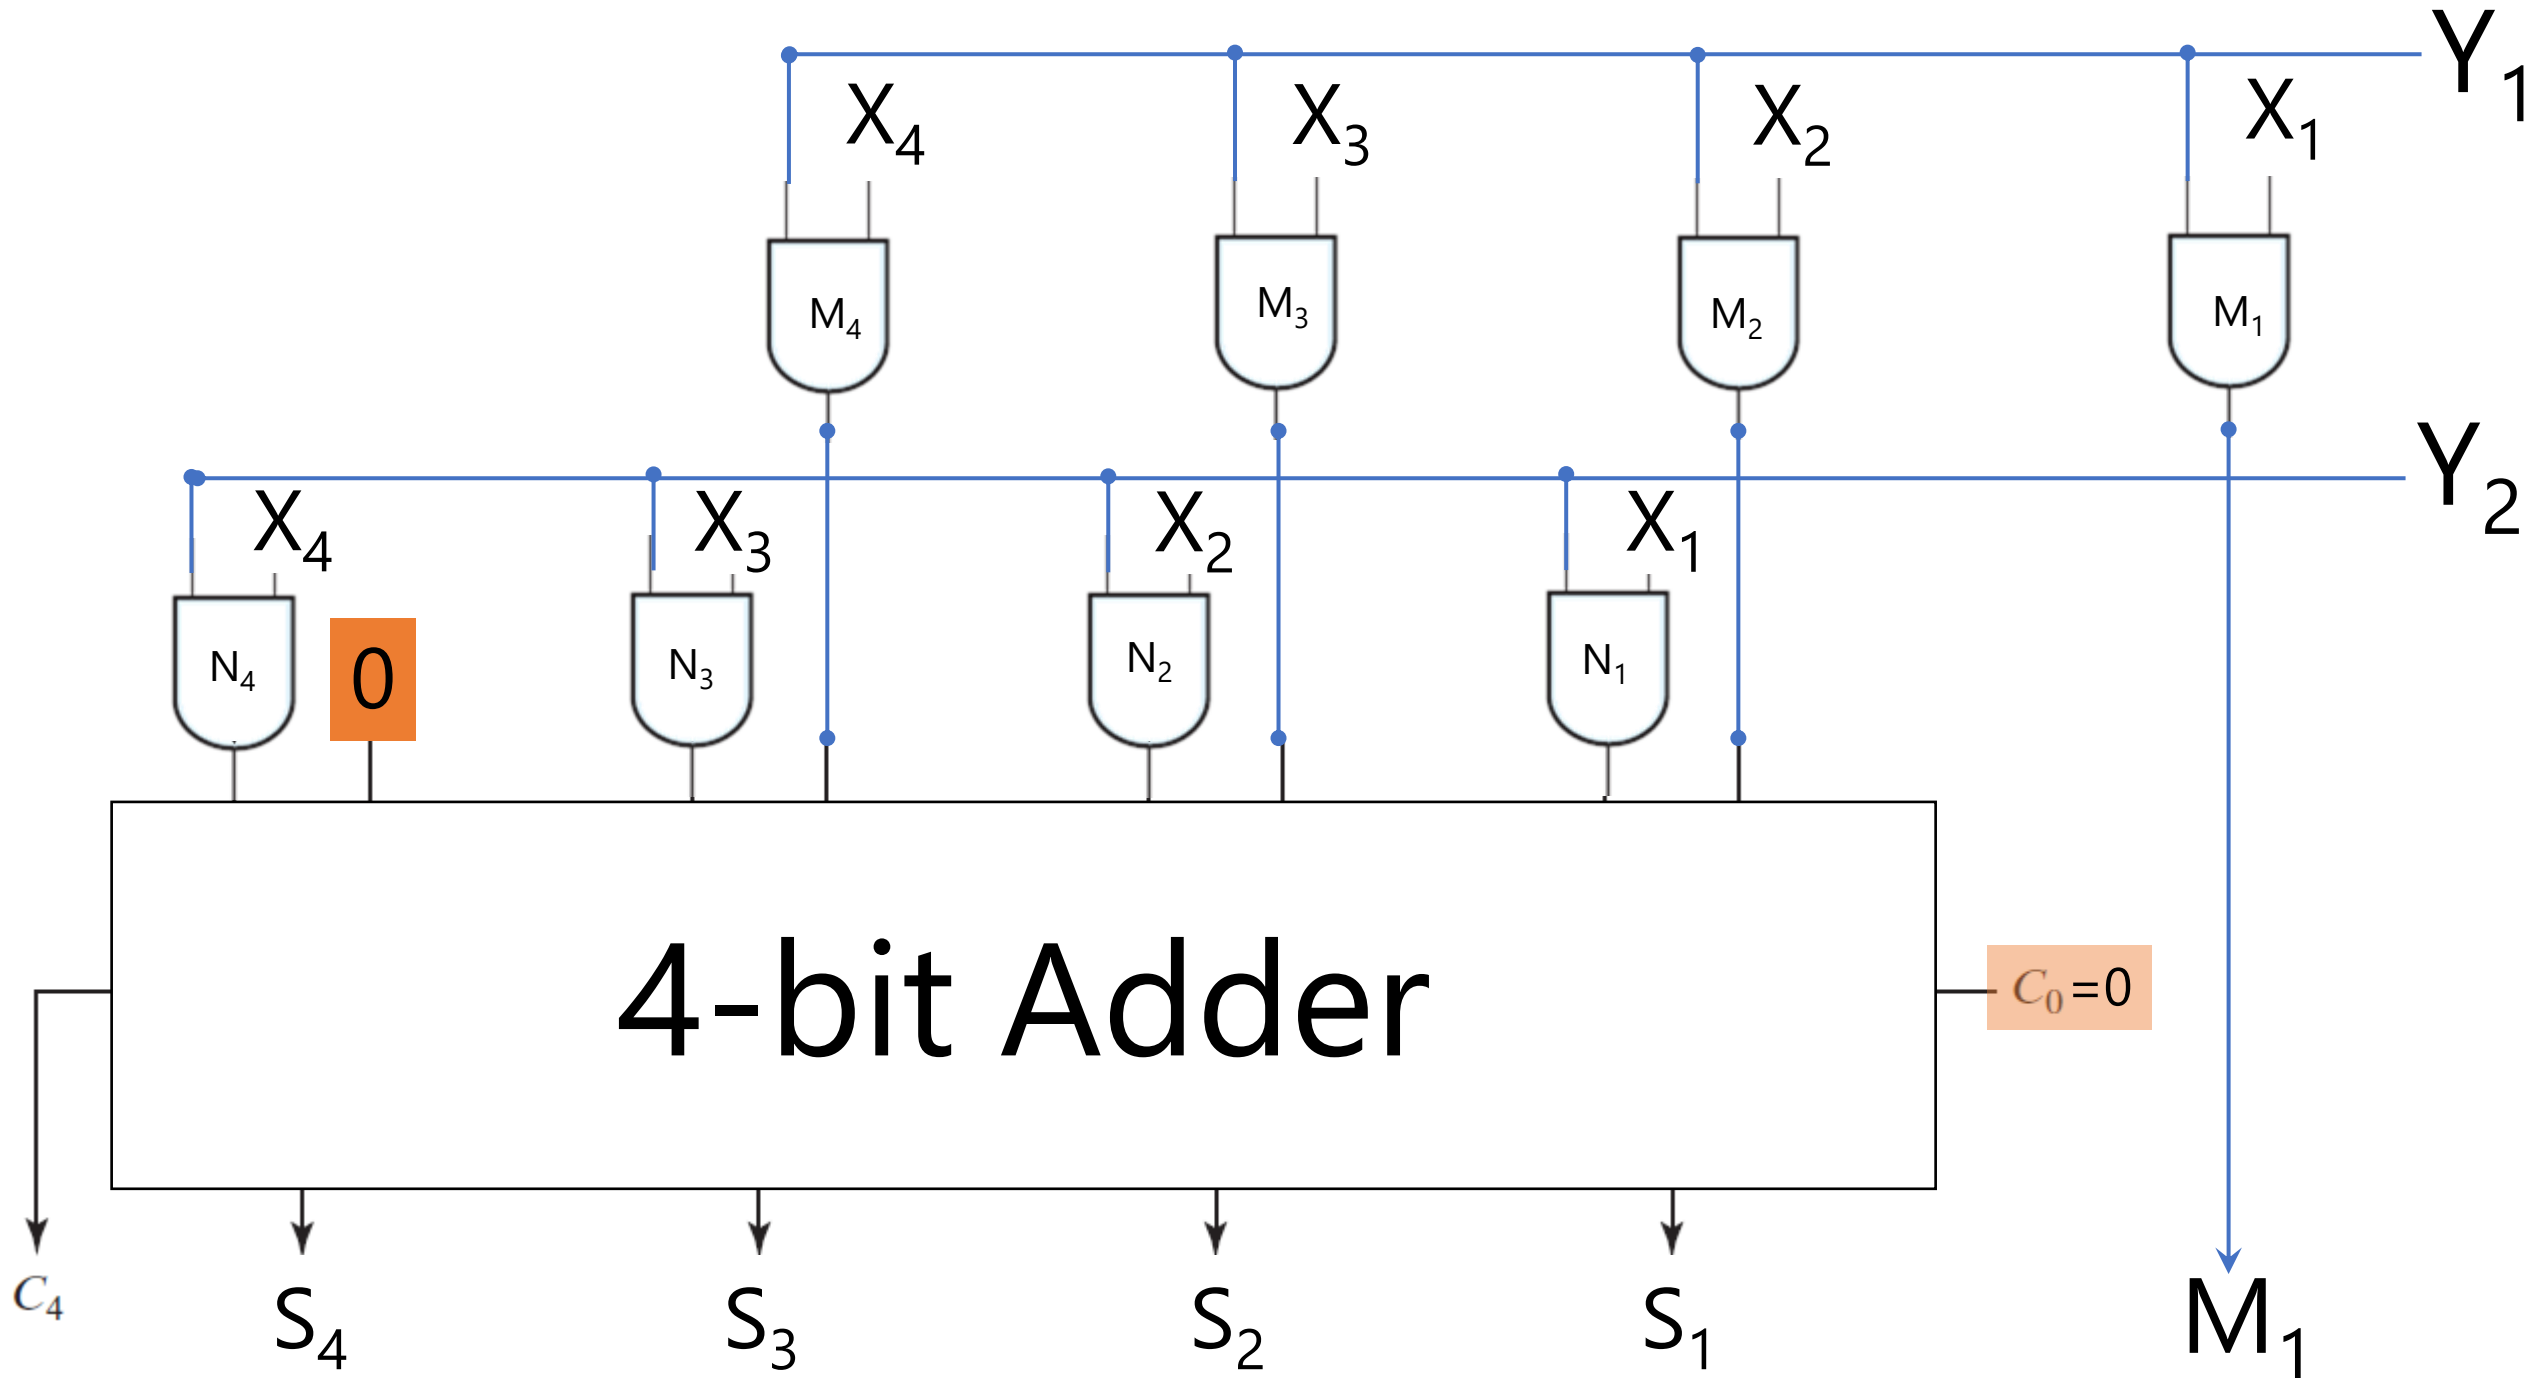 Y₁
X₄ X₃ X₂ X₁
M₄ M₃ M₂ M₁
Y₂
X₄ X₃ X₂ X₁
N₄ 0 N₃ N₂ N₁
4-bit Adder
C₀=0
C₄ S₄ S₃ S₂ S₁ M₁